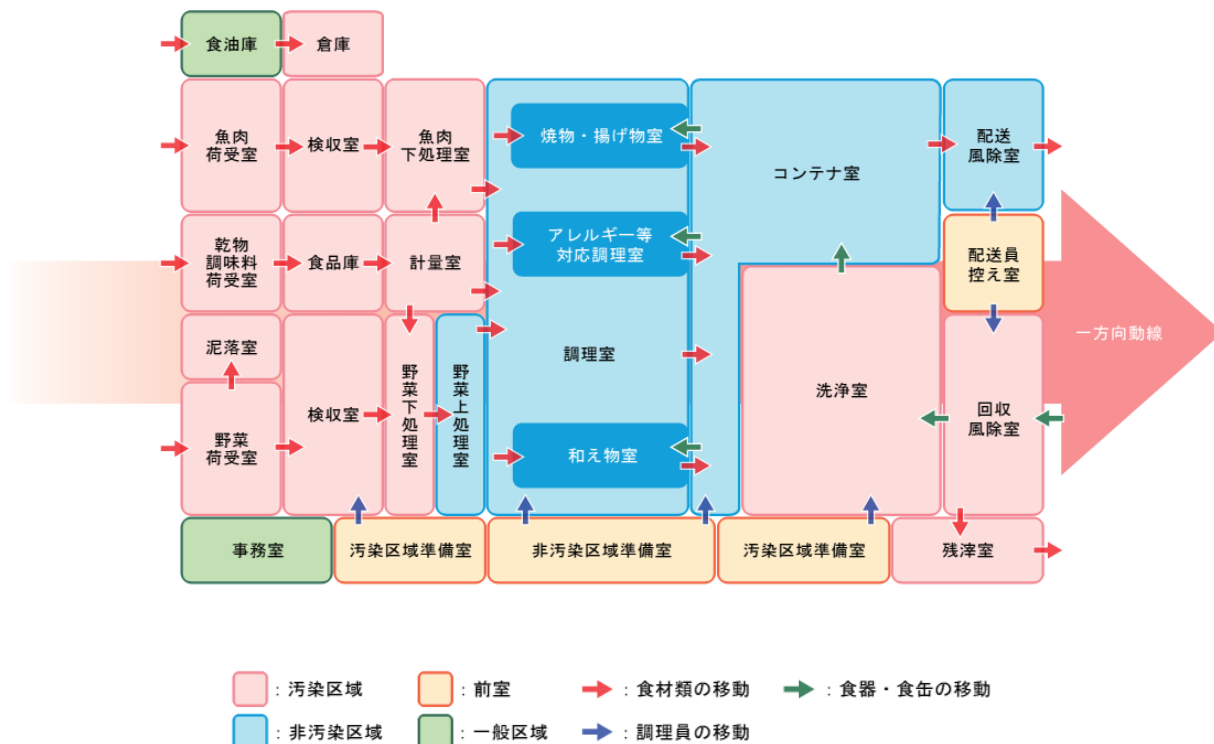 食油庫
倉庫
魚肉
荷受室
検収室
魚肉
下処理室
焼物・揚げ物室
コンテナ室
配送
風除室
乾物
調味料
荷受室
食品庫
計量室
アレルギー等
対応調理室
配送員
控え室
泥落室
野菜
荷受室
検収室
野菜下処理室
野菜上処理室
調理室
和え物室
洗浄室
回収
風除室
一方向動線
事務室
汚染区域準備室
非汚染区域準備室
汚染区域準備室
残滓室
:汚染区域
:前室
:食材類の移動
:食器・食缶の移動
:非汚染区域
:一般区域
:調理員の移動